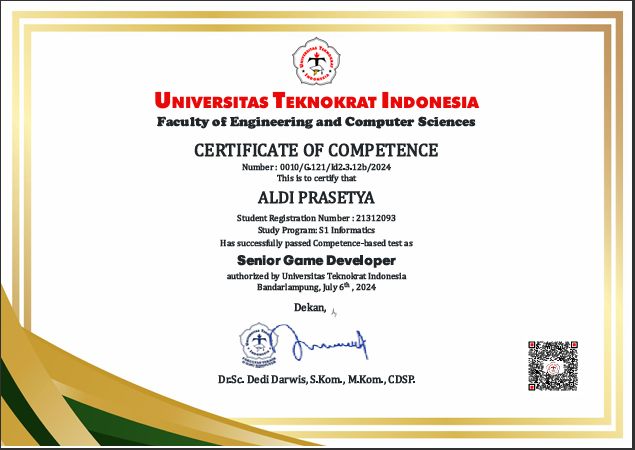 UNIVERSITAS TEKNOKRAT INDONESIA
Faculty of Engineering and Computer Sciences
CERTIFICATE OF COMPETENCE
Number : 0010/G.121/kd2.3.12b/2024
This is to certify that
ALDI PRASETYA
Student Registration Number : 21312093
Study Program: S1 Informatics
Has successfully passed Competence-based test as
Senior Game Developer
authorized by Universitas Teknokrat Indonesia
Bandarlampung, July 6th , 2024
Dekan,
Dr.Sc. Dedi Darwis, S.Kom., M.Kom., CDSP.